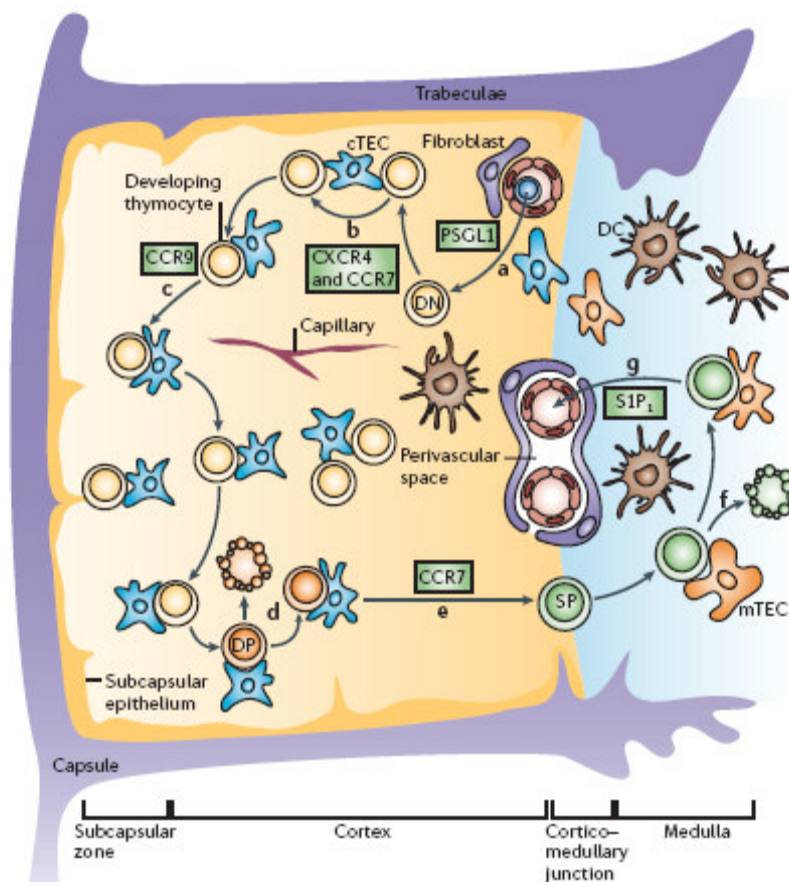 Trabeculae
cTEC
Fibroblast
Developing
thymocyte
DC
PSGL1
CCR9
b
CXCR4
and CCR7
a
c
DN
Capillary
g
S1P₁
Perivascular
space
f
CCR7
d
e
SP
DP
mTEC
Subcapsular
epithelium
Capsule
Subcapsular
zone
Cortex
Cortico–
medullary
junction
Medulla